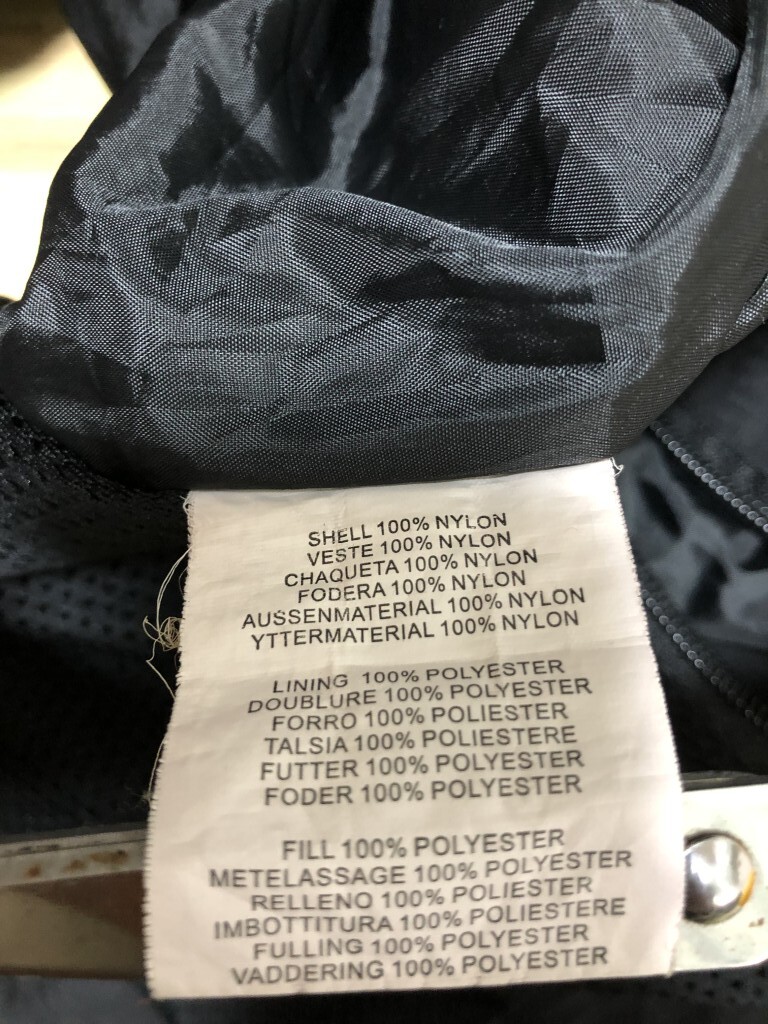 SHELL 100% NYLON
VESTE 100% NYLON
CHAQUETA 100% NYLON
FODERA 100% NYLON
AUSSENMATERIAL 100% NYLON
YTTERMATERIAL 100% NYLON
LINING 100% POLYESTER
DOUBLURE 100% POLYESTER
FORRO 100% POLIESTER
TALSIA 100% POLIESTERE
FUTTER 100% POLYESTER
FODER 100% POLYESTER
FILL 100% POLYESTER
METELASSAGE 100% POLYESTER
RELLENO 100% POLIESTER
IMBOTTITURA 100% POLIESTERE
FULLING 100% POLYESTER
VADDERING 100% POLYESTER